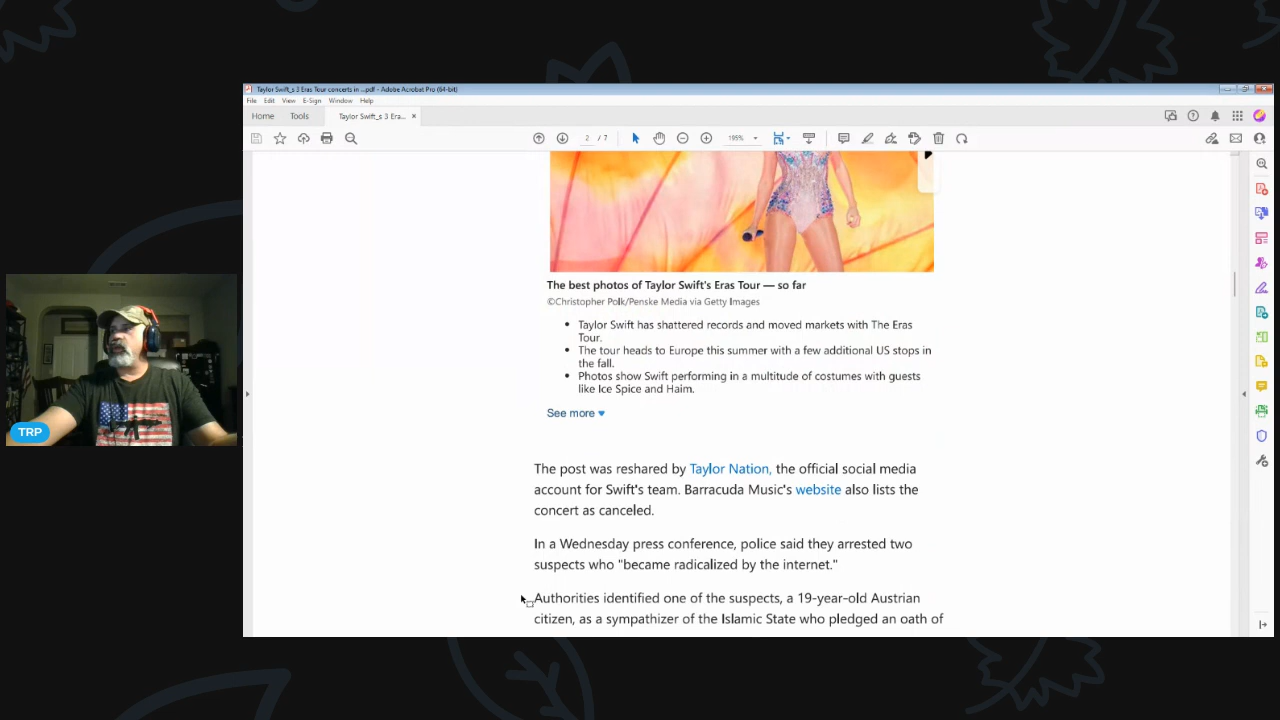 Taylor Swift_s 3 Eras Tour concerts in ...pdf - Adobe Acrobat Pro (64-bit)
File Edit View E-Sign Window Help
Home Tools Taylor Swift_s 3 Era... ×
2 / 7 195%
The best photos of Taylor Swift's Eras Tour — so far
©Christopher Polk/Penske Media via Getty Images
• Taylor Swift has shattered records and moved markets with The Eras
Tour.
• The tour heads to Europe this summer with a few additional US stops in
the fall.
• Photos show Swift performing in a multitude of costumes with guests
like Ice Spice and Haim.
See more
The post was reshared by Taylor Nation, the official social media
account for Swift's team. Barracuda Music's website also lists the
concert as canceled.
In a Wednesday press conference, police said they arrested two
suspects who "became radicalized by the internet."
Authorities identified one of the suspects, a 19-year-old Austrian
citizen, as a sympathizer of the Islamic State who pledged an oath of
TRP